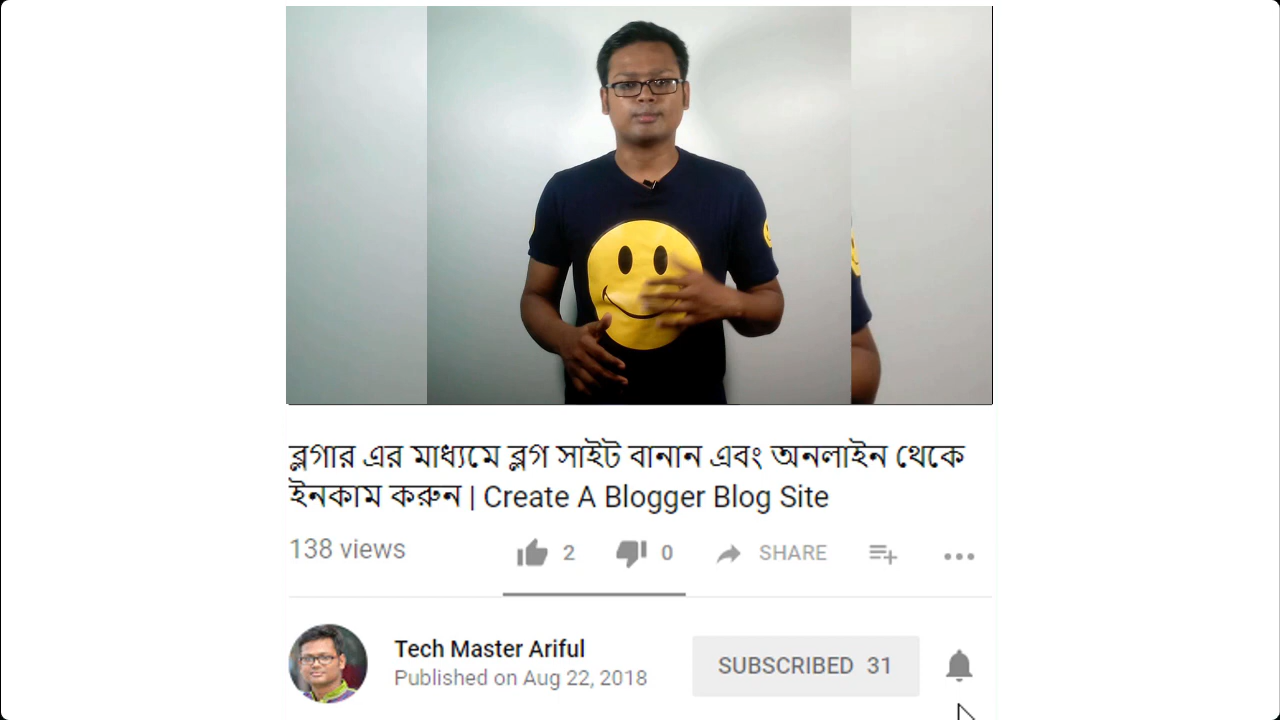 ব্লগার এর মাধ্যমে ব্লগ সাইট বানান এবং অনলাইন থেকে
ইনকাম করুন | Create A Blogger Blog Site
138 views
2
0
SHARE
Tech Master Ariful
Published on Aug 22, 2018
SUBSCRIBED 31